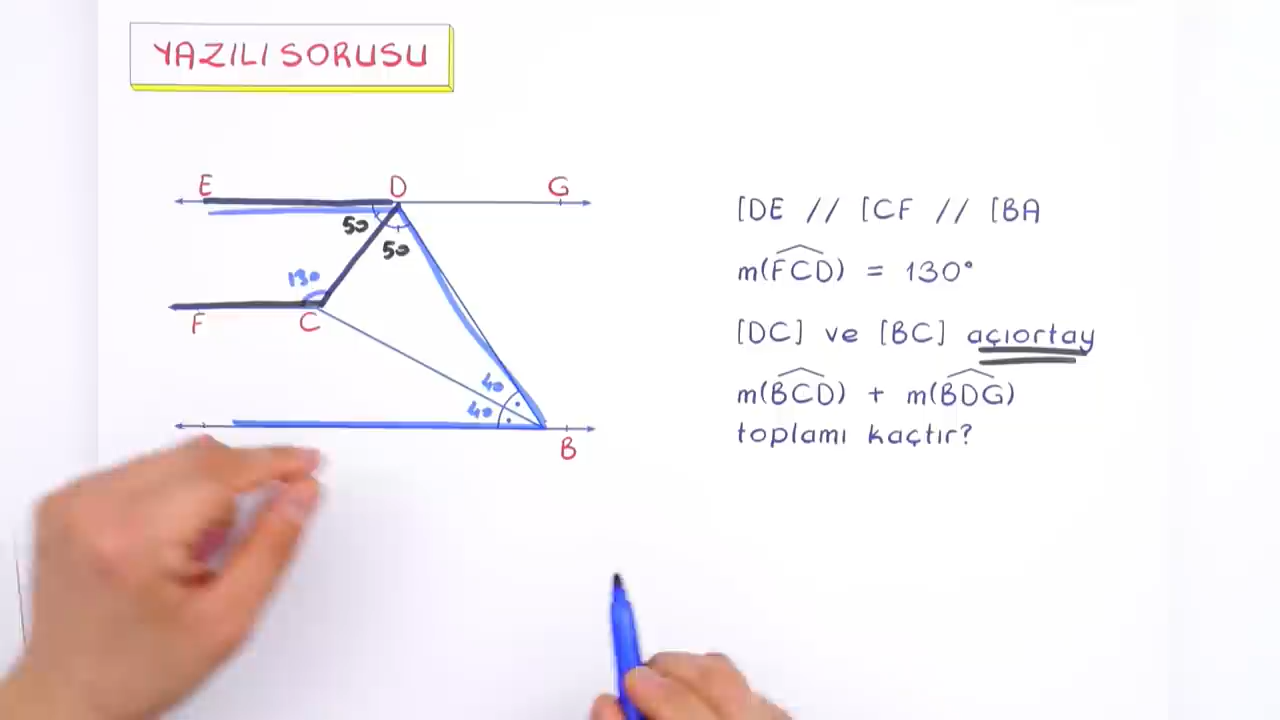 YAZILI SORUSU
E D G
50
50
130
F C
40
40
B
[DE // [CF // [BA
m(FCD) = 130°
[DC] ve [BC] açıortay
m(BCD) + m(BDG)
toplamı kaçtır?